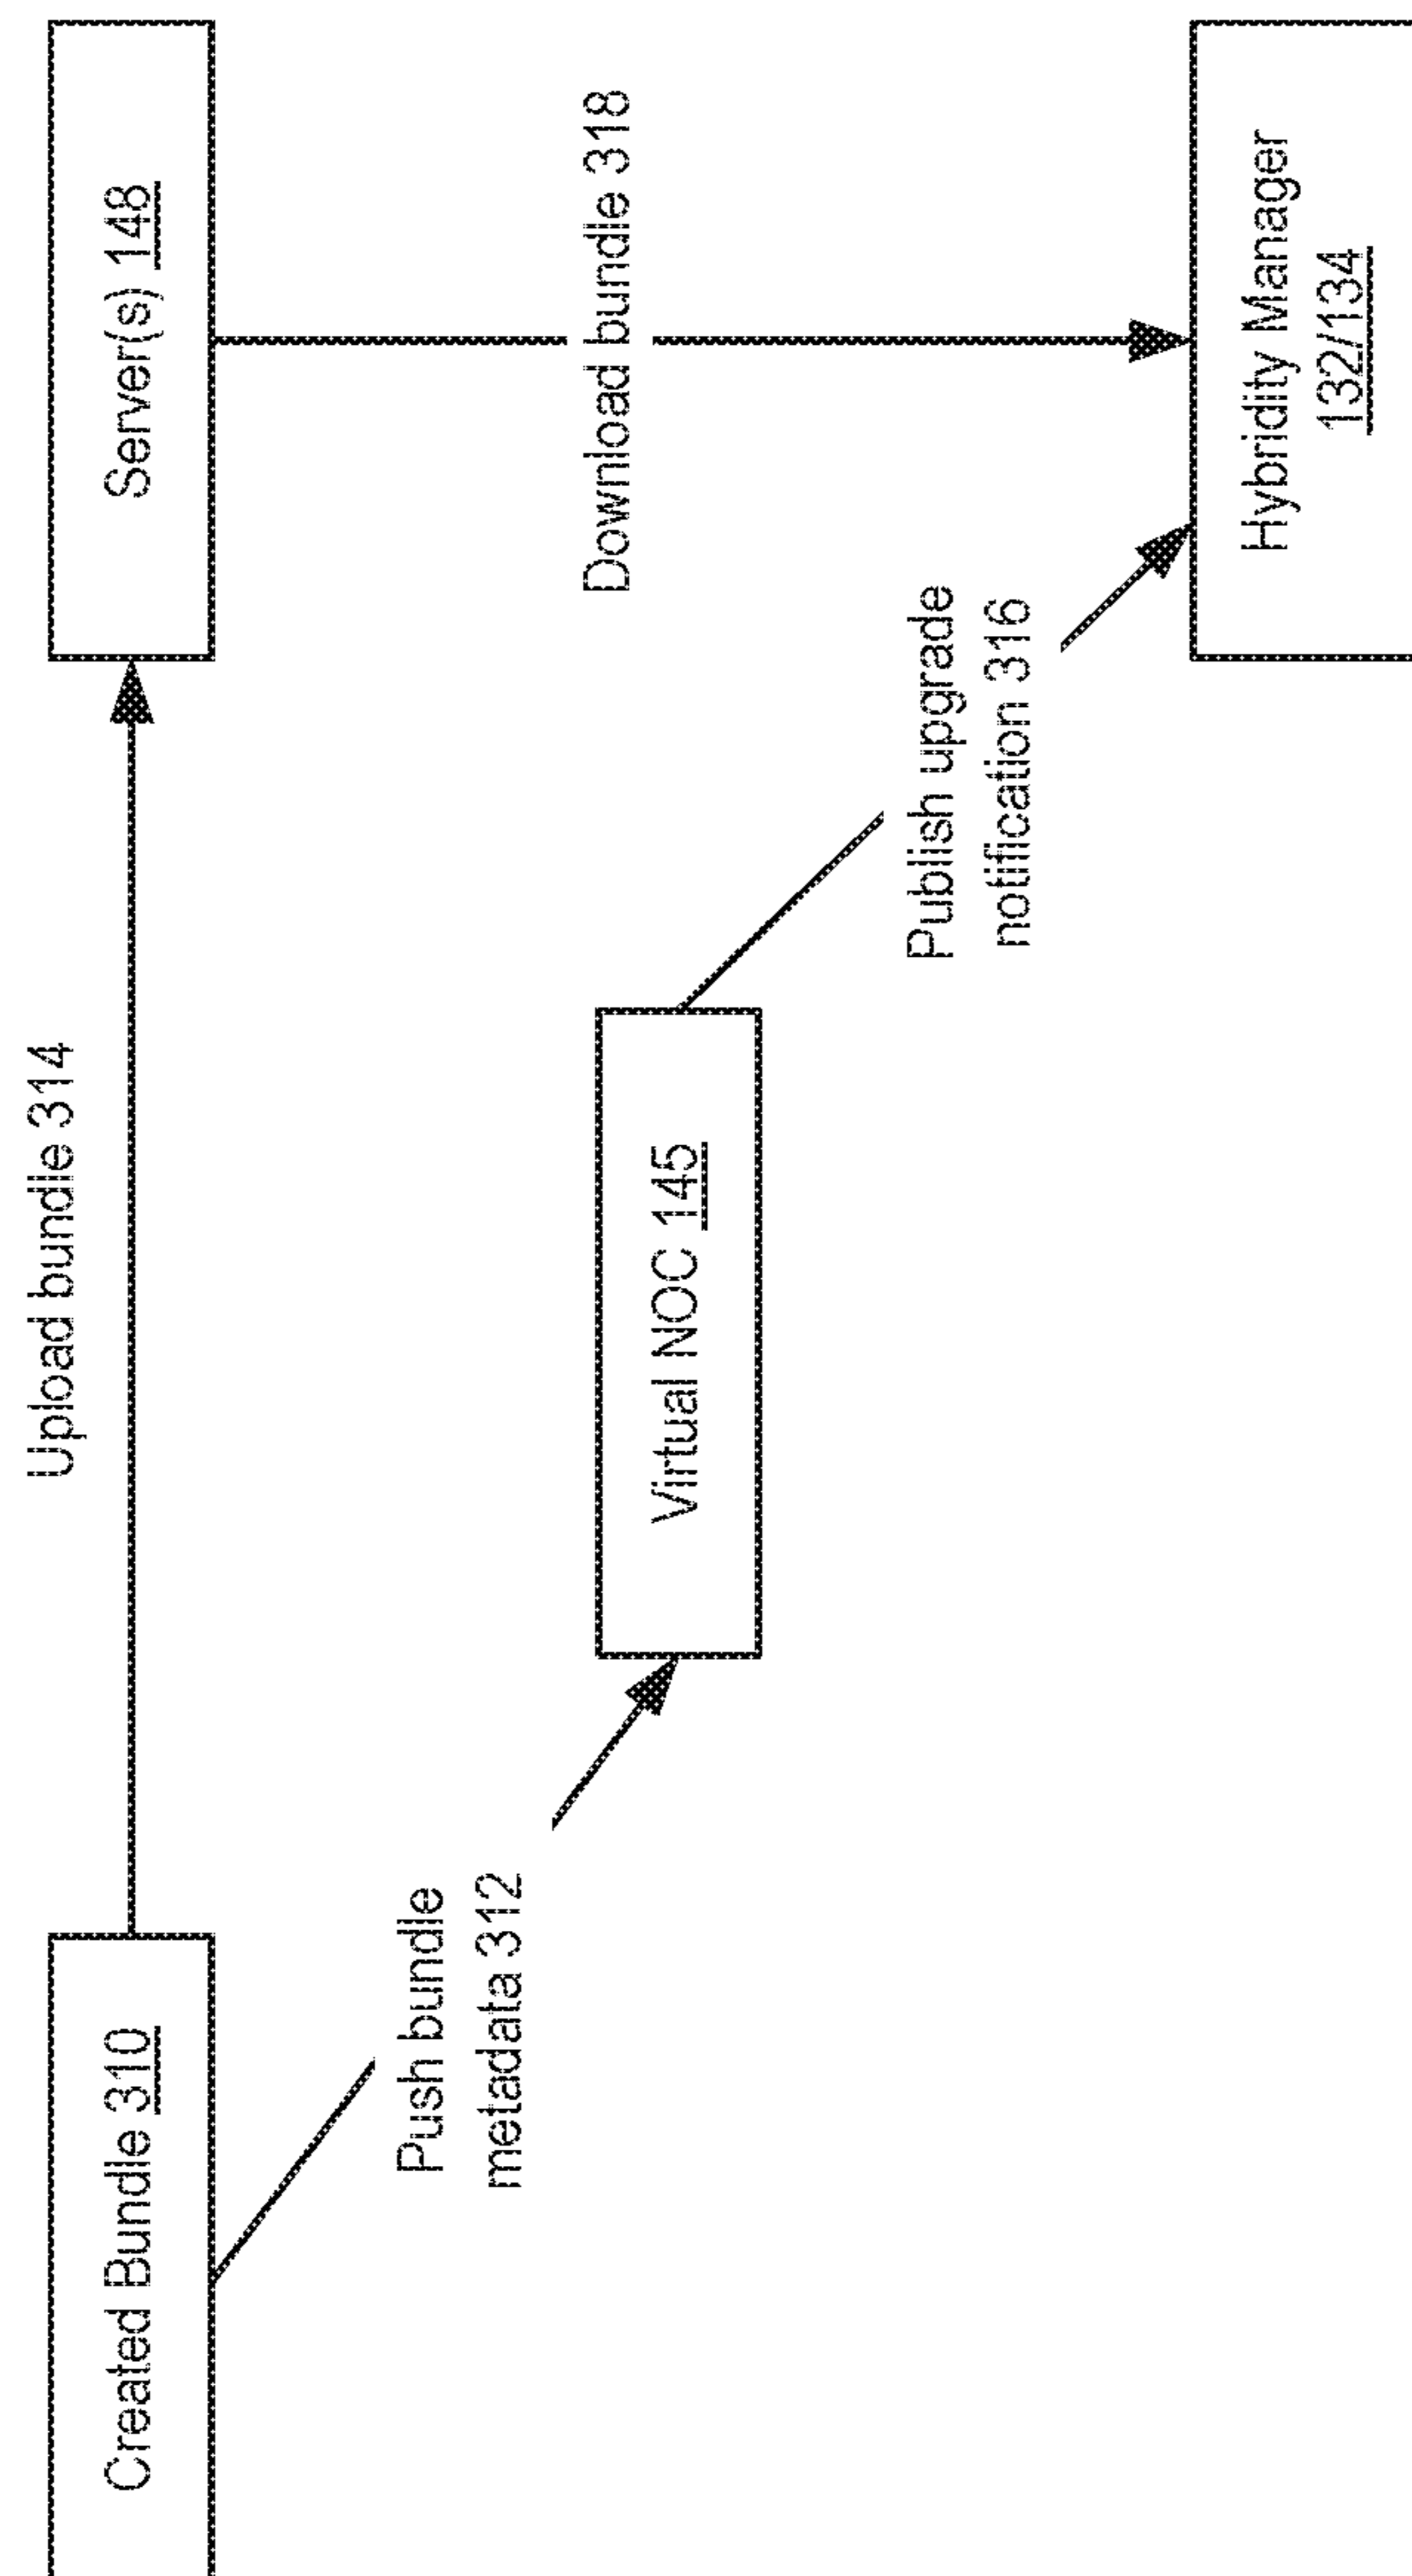 Created Bundle 310
Upload bundle 314
Server(s) 148
Push bundle
metadata 312
Virtual NOC 145
Download bundle 318
Publish upgrade
notification 316
Hybridity Manager
132/134